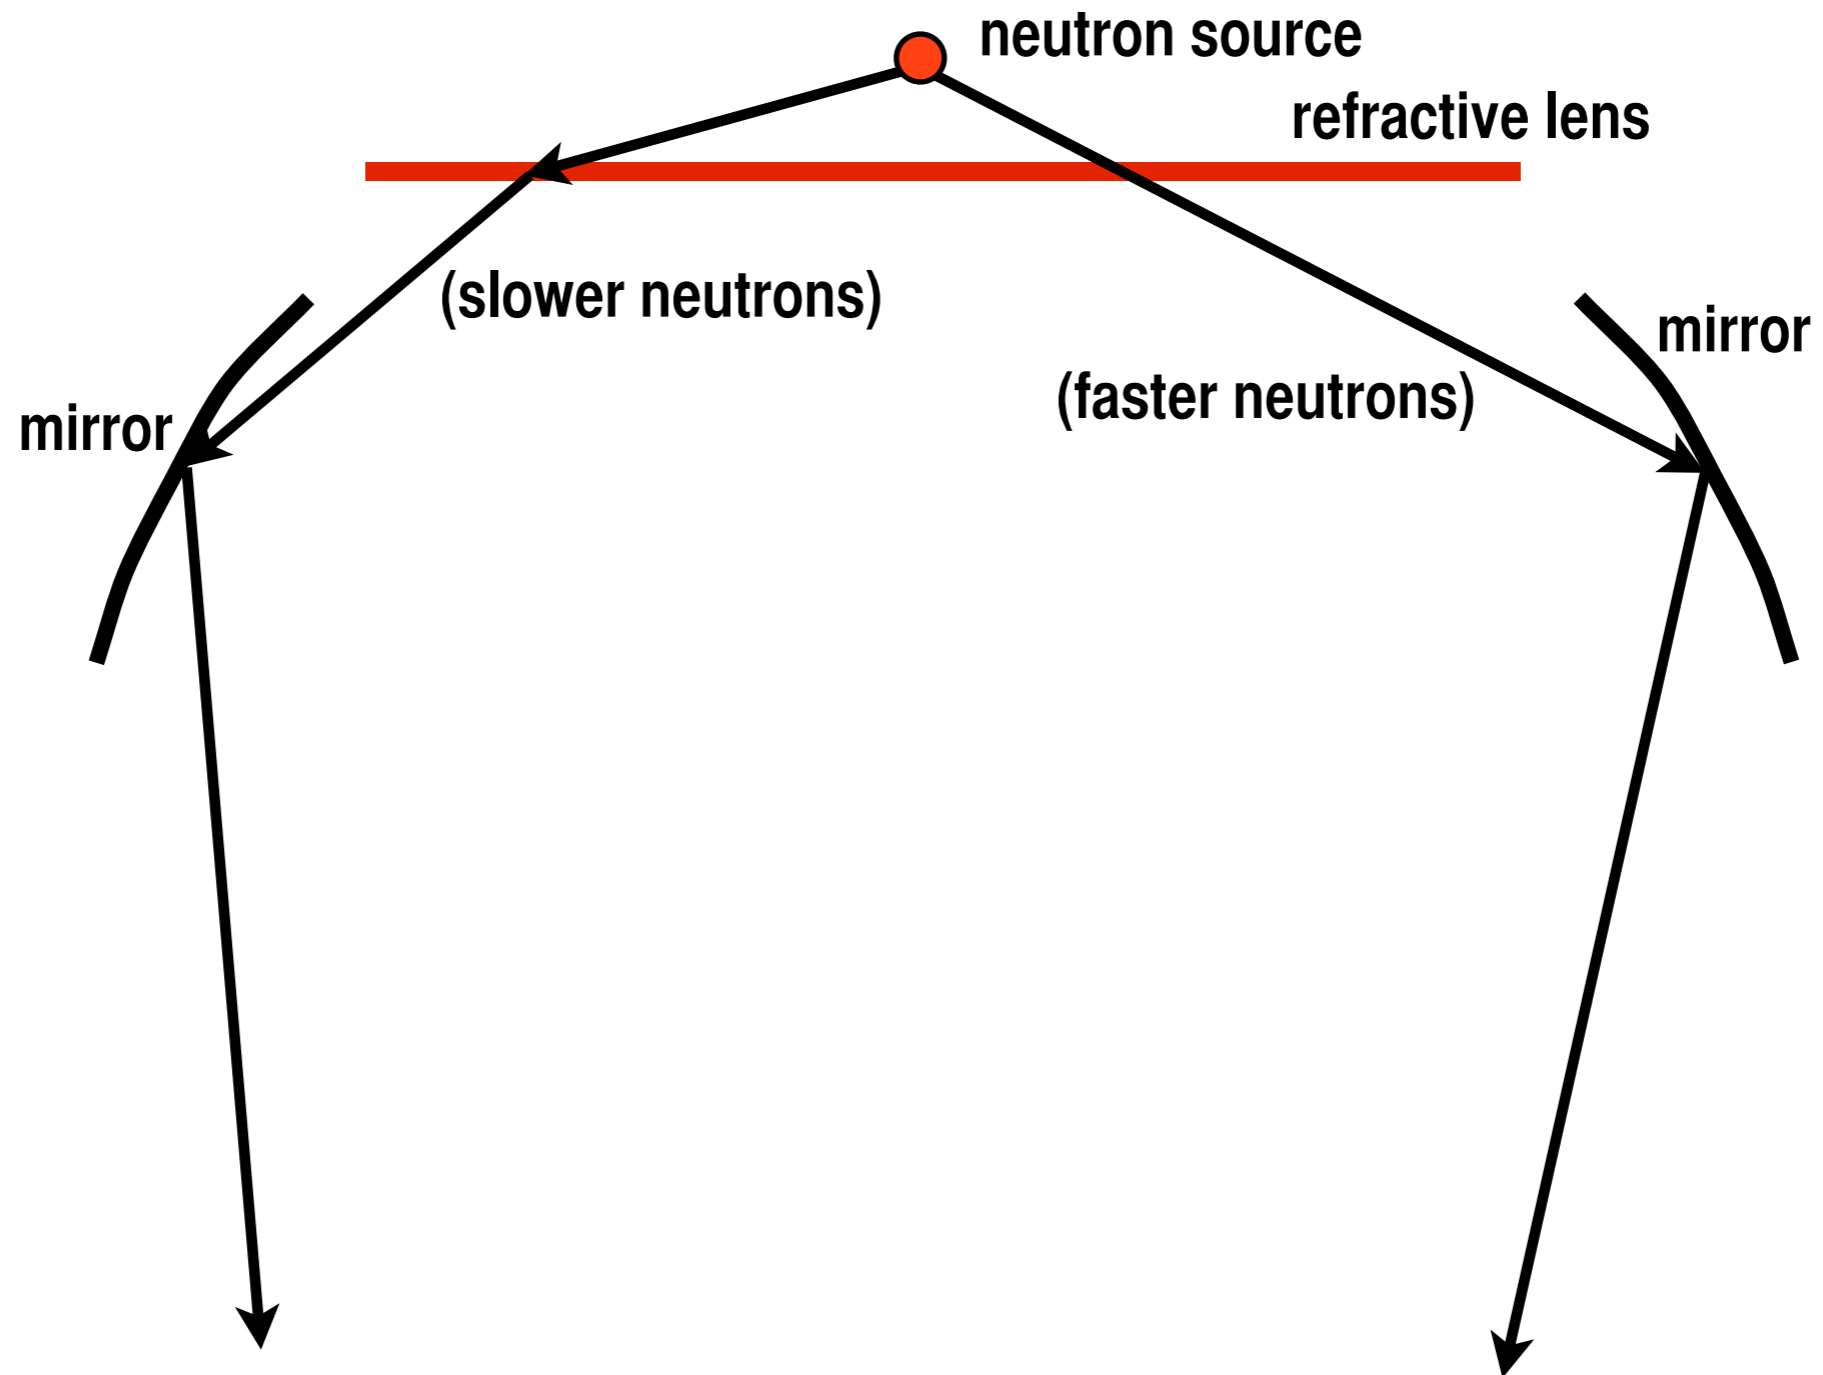 neutron source
refractive lens
(slower neutrons)
mirror
(faster neutrons)
mirror